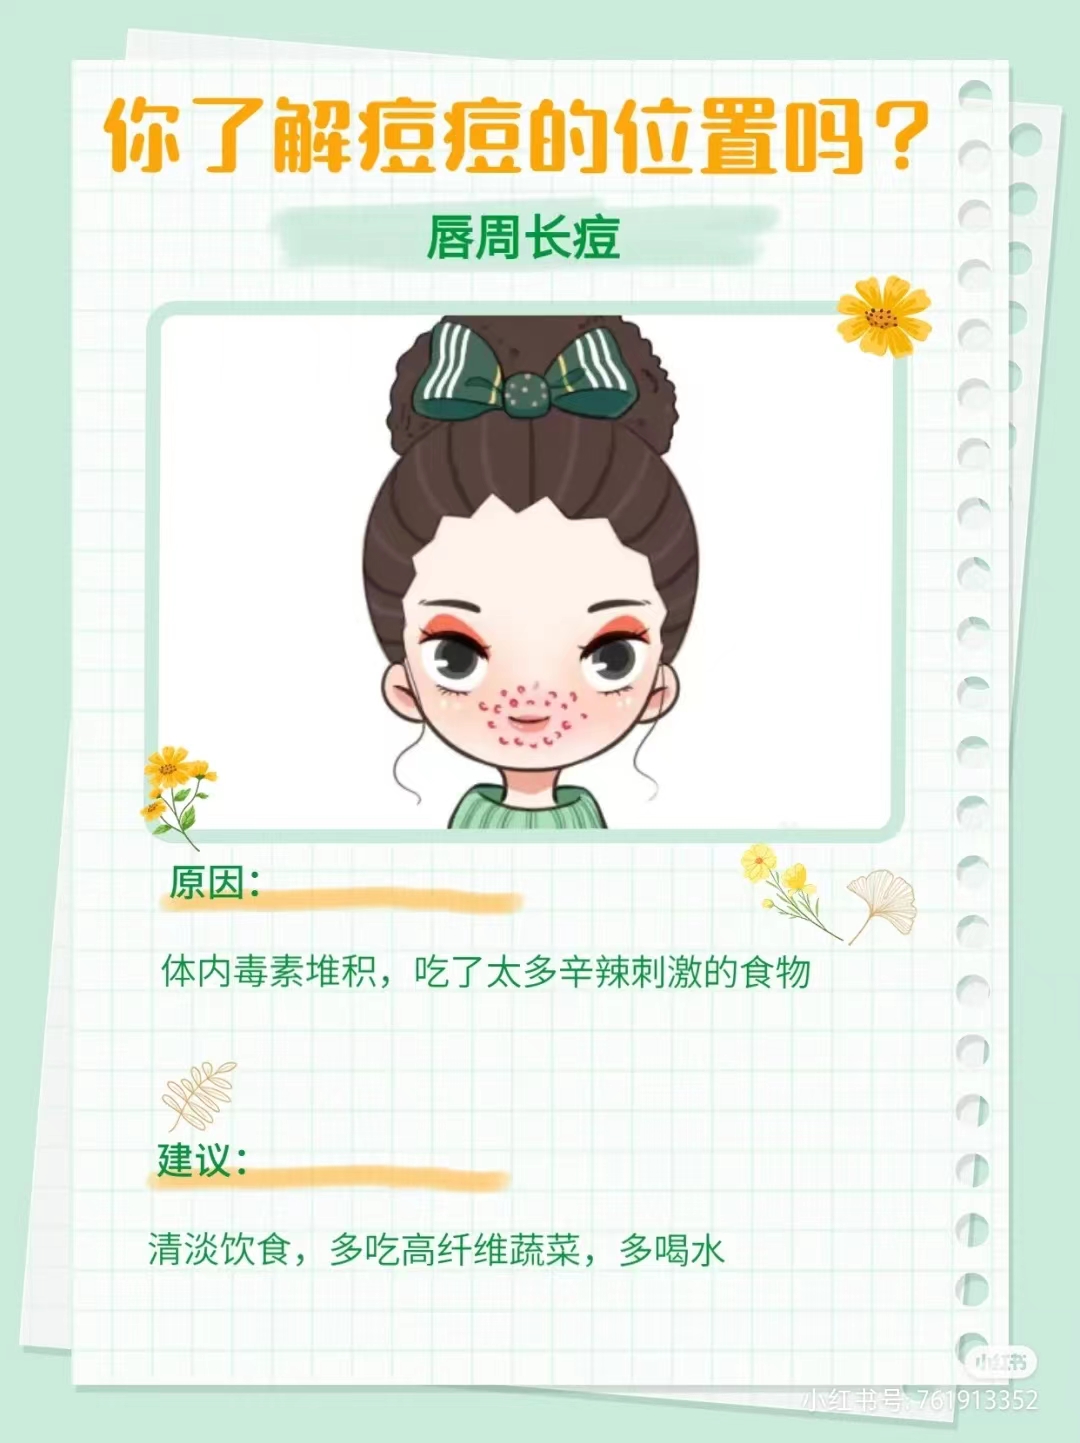 你了解痘痘的位置吗?
唇周长痘
原因：
体内毒素堆积，吃了太多辛辣刺激的食物
建议：
清淡饮食，多吃高纤维蔬菜，多喝水
小红书
小红书号: 761913352